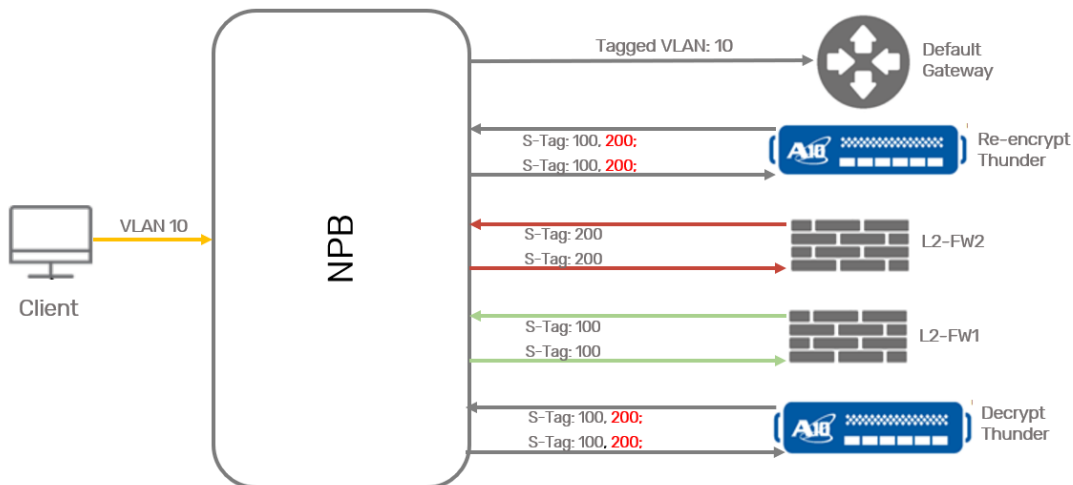 Tagged VLAN: 10
Default
Gateway
S-Tag: 100, 200;
S-Tag: 100, 200;
A10
Re-encrypt
Thunder
VLAN 10
NPB
S-Tag: 200
S-Tag: 200
L2-FW2
Client
S-Tag: 100
S-Tag: 100
L2-FW1
S-Tag: 100, 200;
S-Tag: 100, 200;
A10
Decrypt
Thunder